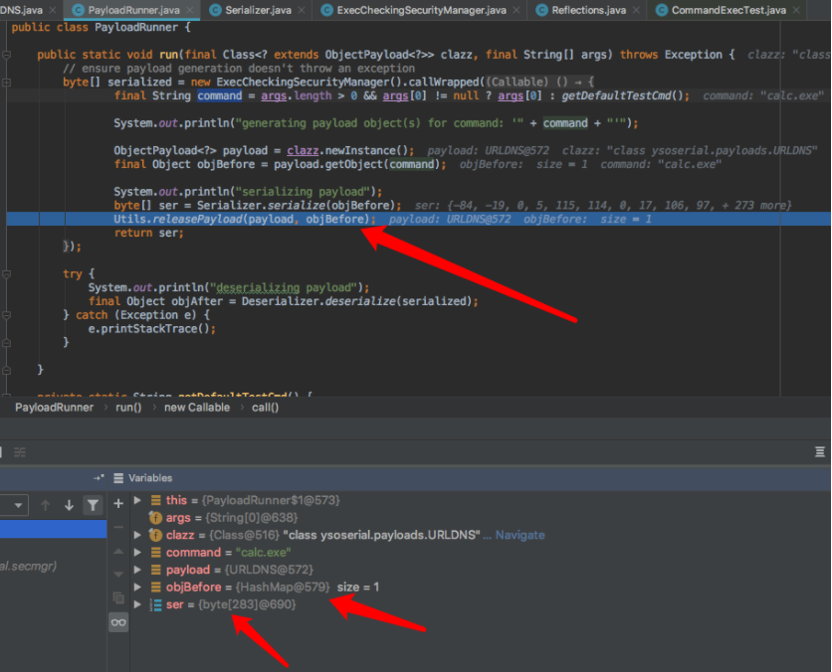 DNS.java × PayloadRunner.java × Serializer.java × ExecCheckingSecurityManager.java × Reflections.java × CommandExecTest.java ×
public class PayloadRunner {
public static void run(final Class<? extends ObjectPayload<?>> clazz, final String[] args) throws Exception { clazz: "class
// ensure payload generation doesn't throw an exception
byte[] serialized = new ExecCheckingSecurityManager().callWrapped((Callable) () → {
final String command = args.length > 0 && args[0] != null ? args[0] : getDefaultTestCmd(); command: "calc.exe"
System.out.println("generating payload object(s) for command: '" + command + "'");
ObjectPayload<?> payload = clazz.newInstance(); payload: URLDNS@572 clazz: "class ysoserial.payloads.URLDNS"
final Object objBefore = payload.getObject(command); objBefore: size = 1 command: "calc.exe"
System.out.println("serializing payload");
byte[] ser = Serializer.serialize(objBefore); ser: {-84, -19, 0, 5, 115, 114, 0, 17, 106, 97, + 273 more}
Utils.releasePayload(payload, objBefore); payload: URLDNS@572 objBefore: size = 1
return ser;
});
try {
System.out.println("deserializing payload");
final Object objAfter = Deserializer.deserialize(serialized);
} catch (Exception e) {
e.printStackTrace();
}
}
private static String getDefaultTestCmd() {
PayloadRunner › run() › new Callable › call()
Variables
this = {PayloadRunner$1@573}
args = {String[0]@638}
clazz = {Class@516} "class ysoserial.payloads.URLDNS"... Navigate
command = "calc.exe"
al.secmgr)
payload = {URLDNS@572}
objBefore = {HashMap@579} size = 1
ser = {byte[283]@690}